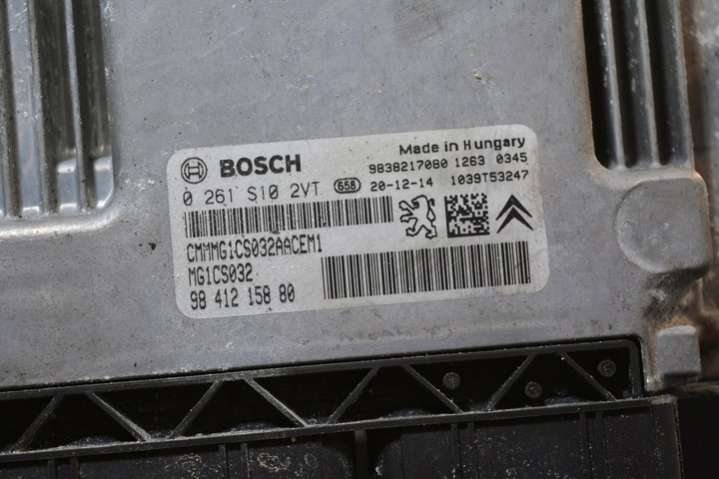 Made in Hungary
BOSCH
9838217080 1263 0345
0 261 S10 2VT 658 20-12-14 1039T53247
CMMMG1CS032AACEM1
MG1CS032
98 412 158 80